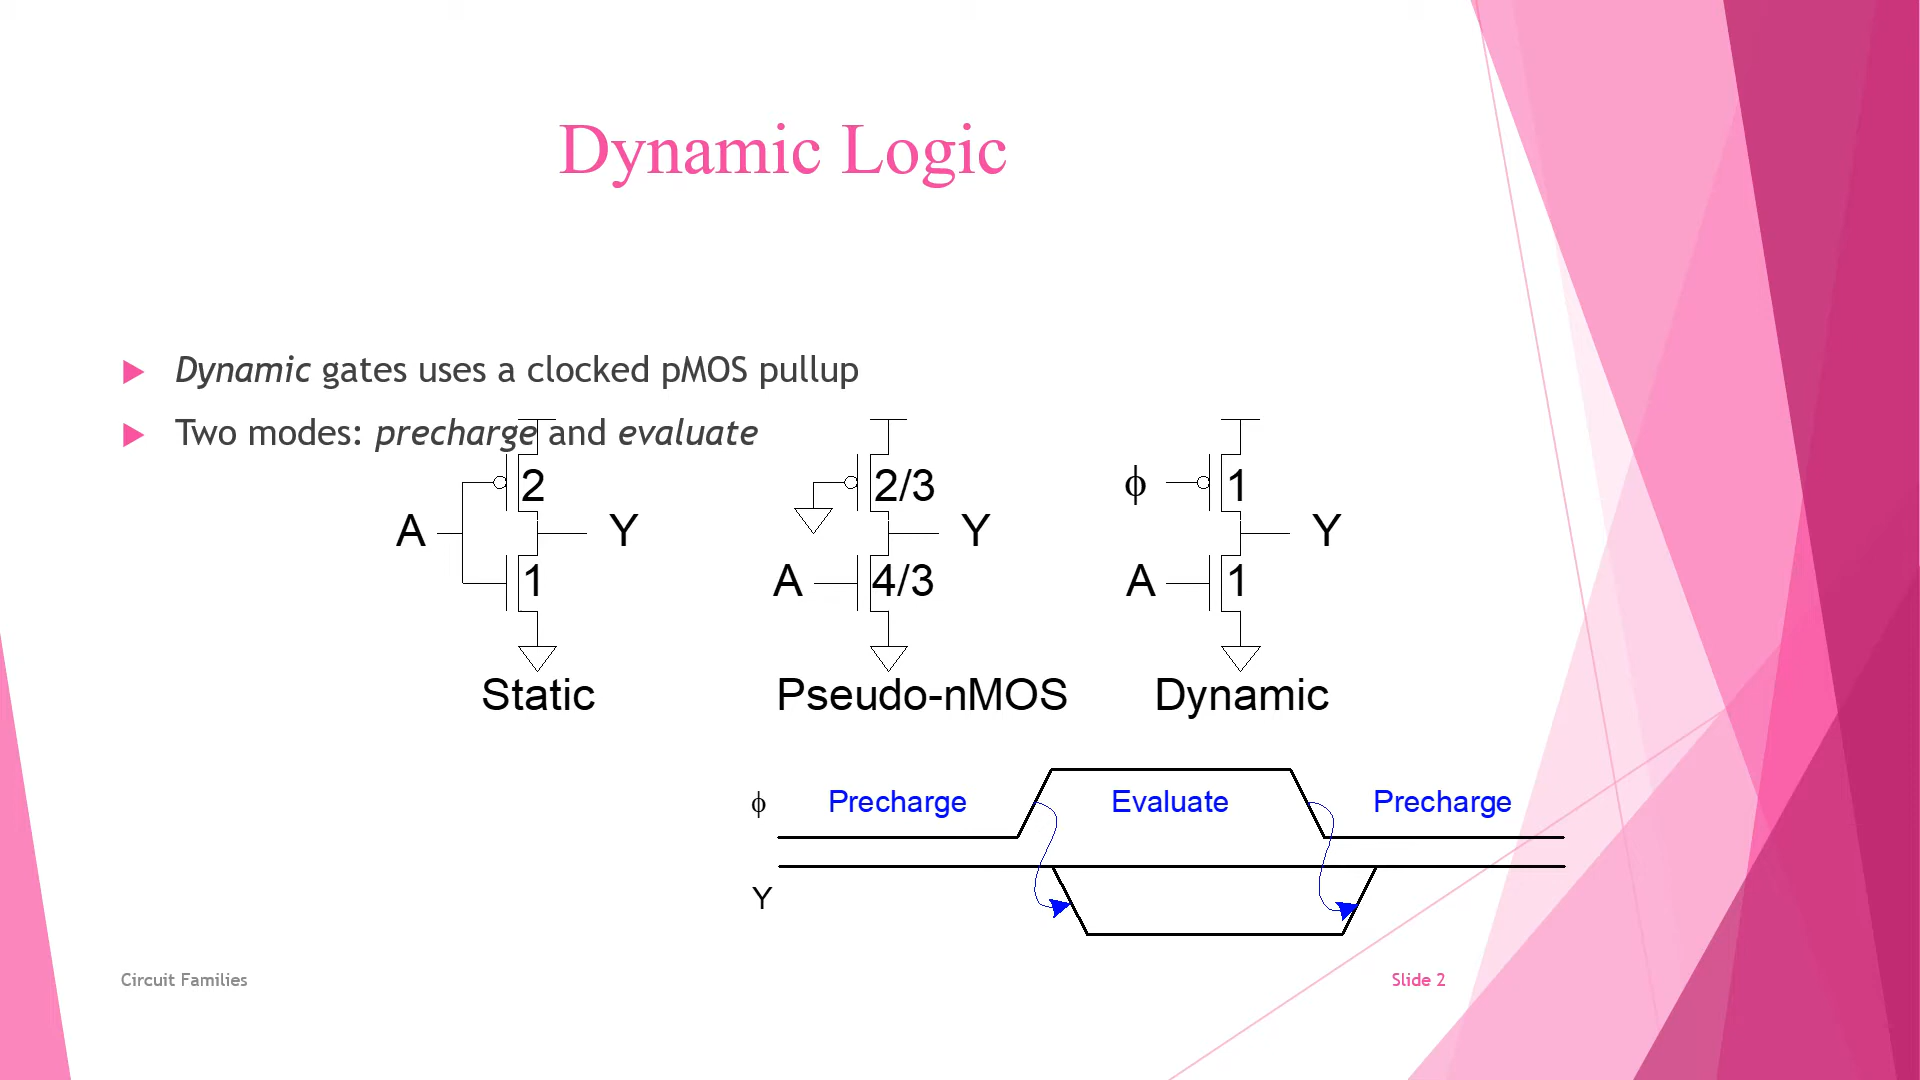 Dynamic Logic
Dynamic gates uses a clocked pMOS pullup
Two modes: precharge and evaluate
2 2/3 ϕ 1
A Y Y Y
1 A 4/3 A 1
Static Pseudo-nMOS Dynamic
ϕ Precharge Evaluate Precharge
Y
Circuit Families Slide 2